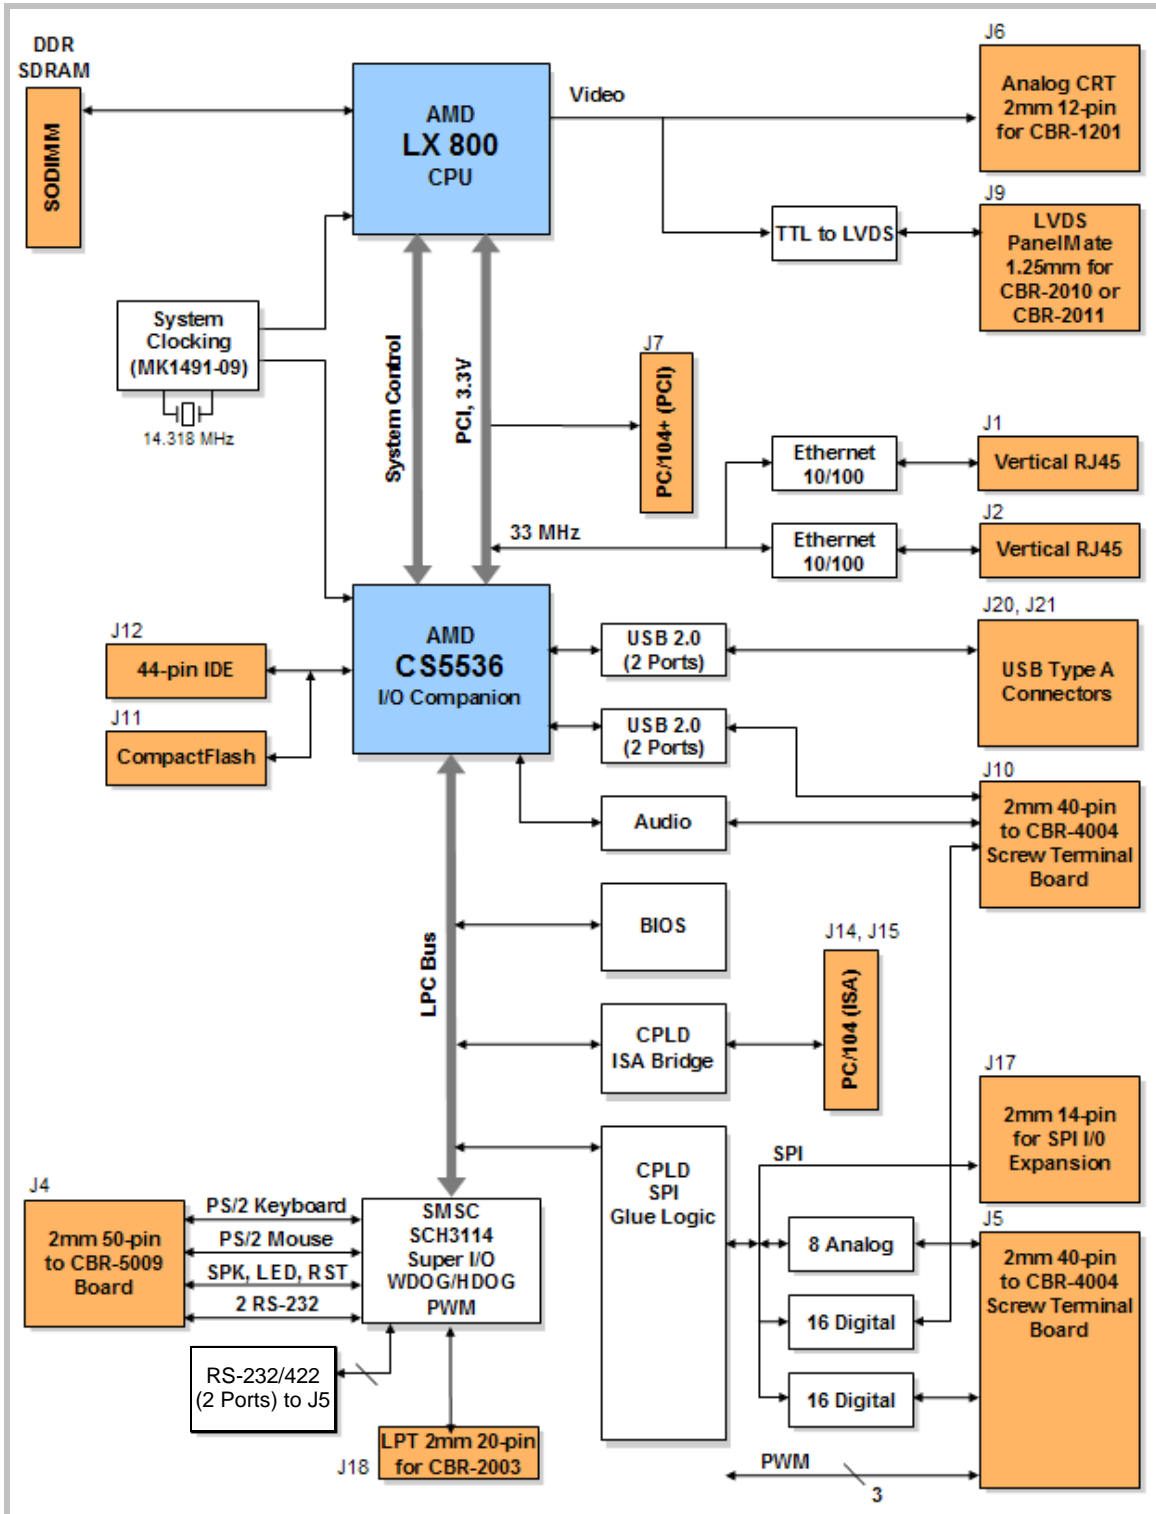 DDR
SDRAM
SODIMM
AMD
LX 800
CPU
Video
J6
Analog CRT
2mm 12-pin
for CBR-1201
J9
TTL to LVDS
LVDS
PanelMate
1.25mm for
CBR-2010 or
CBR-2011
System
Clocking
(MK1491-09)
14.318 MHz
System Control
PCI, 3.3V
J7
PC/104+ (PCI)
33 MHz
Ethernet
10/100
J1
Vertical RJ45
Ethernet
10/100
J2
Vertical RJ45
AMD
CS5536
I/O Companion
J12
44-pin IDE
J11
CompactFlash
USB 2.0
(2 Ports)
J20, J21
USB Type A
Connectors
USB 2.0
(2 Ports)
Audio
J10
2mm 40-pin
to CBR-4004
Screw Terminal
Board
LPC Bus
BIOS
CPLD
ISA Bridge
J14, J15
PC/104 (ISA)
CPLD
SPI
Glue Logic
SPI
J17
2mm 14-pin
for SPI I/0
Expansion
8 Analog
16 Digital
16 Digital
J5
2mm 40-pin
to CBR-4004
Screw Terminal
Board
PWM
3
J4
2mm 50-pin
to CBR-5009
Board
PS/2 Keyboard
PS/2 Mouse
SPK, LED, RST
2 RS-232
SMSC
SCH3114
Super I/O
WDOG/HDOG
PWM
RS-232/422
(2 Ports) to J5
J18
LPT 2mm 20-pin
for CBR-2003